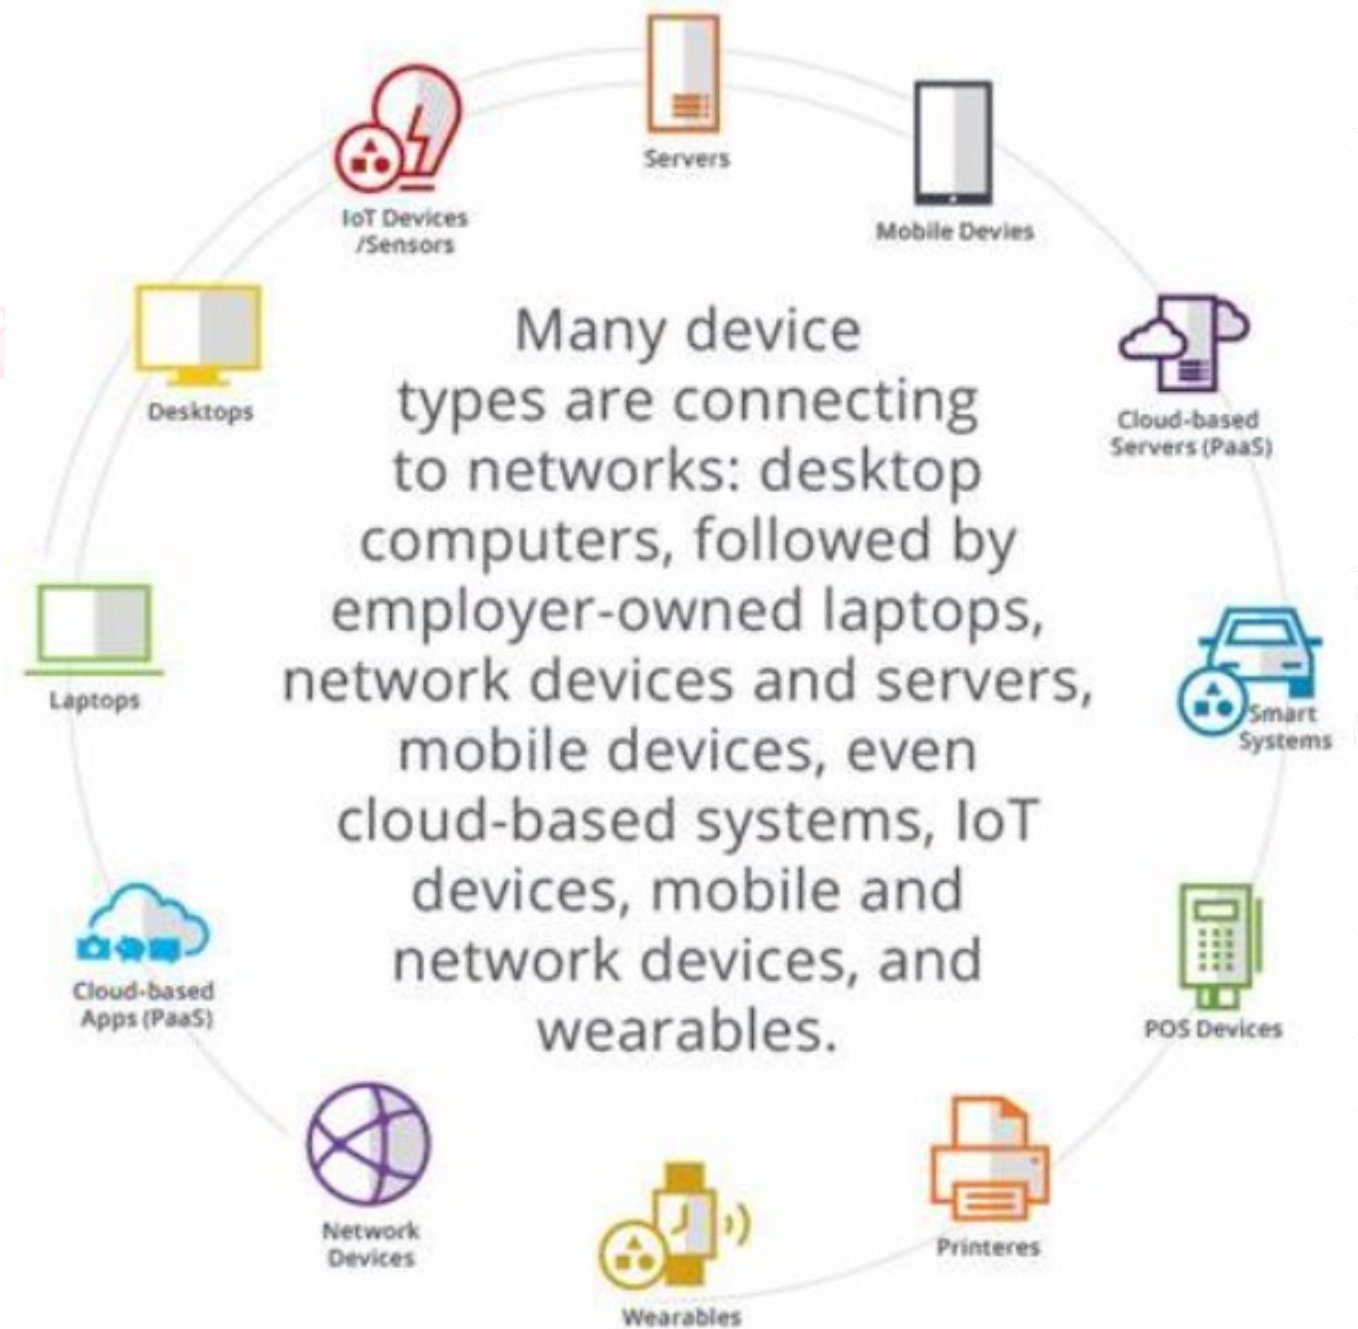 Servers
IoT Devices
/Sensors
Mobile Devies
Desktops
Cloud-based
Servers (PaaS)
Many device
types are connecting
to networks: desktop
computers, followed by
employer-owned laptops,
network devices and servers,
mobile devices, even
cloud-based systems, IoT
devices, mobile and
network devices, and
wearables.
Laptops
Smart
Systems
Cloud-based
Apps (PaaS)
POS Devices
Network
Devices
Printeres
Wearables